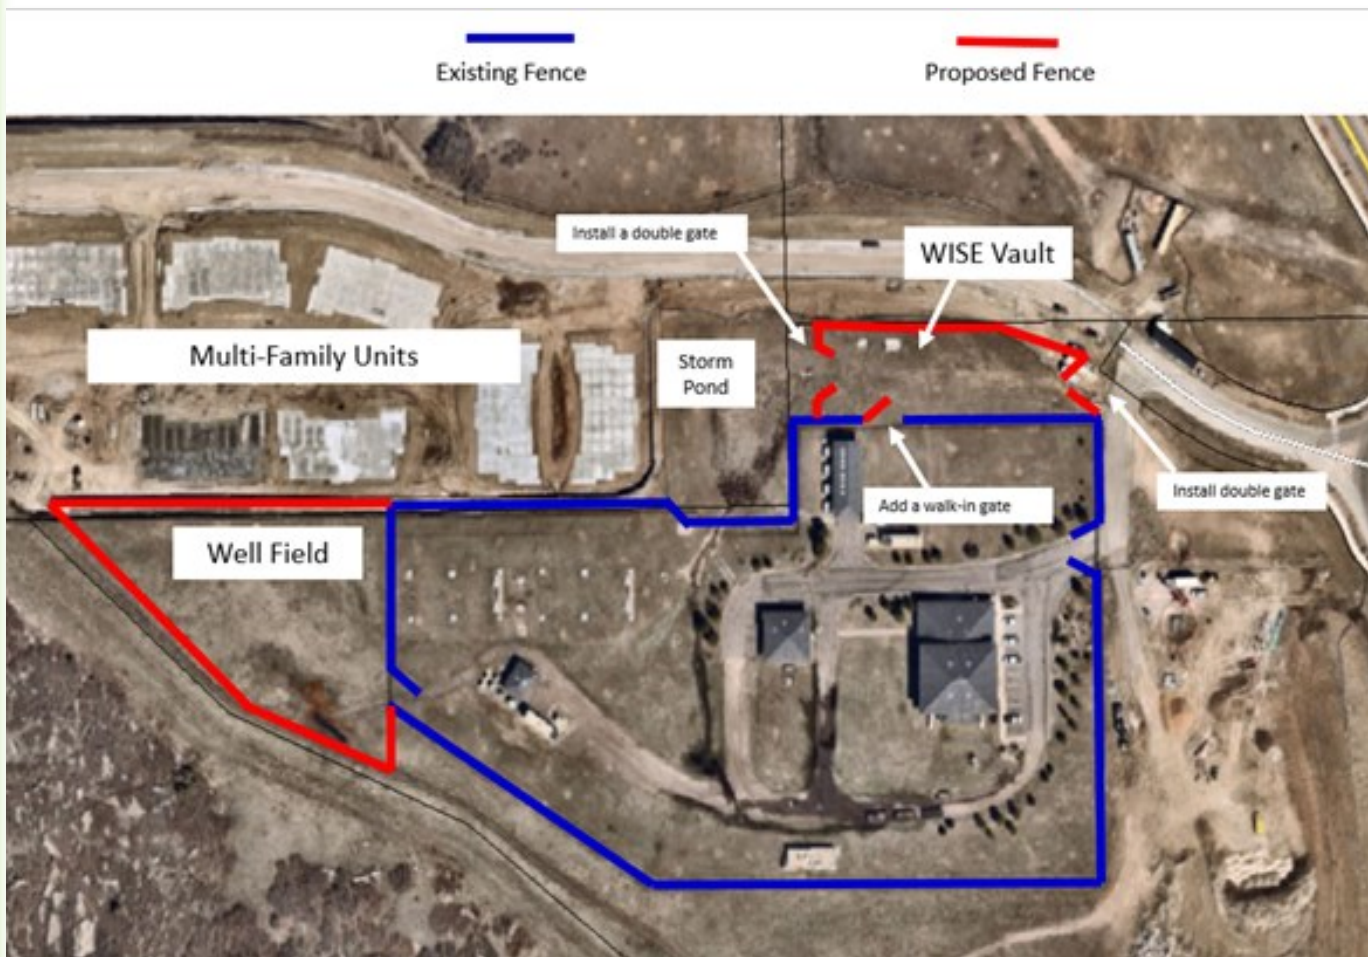 Existing Fence
Proposed Fence
Install a double gate
WISE Vault
Multi-Family Units
Storm
Pond
Add a walk-in gate
Install double gate
Well Field